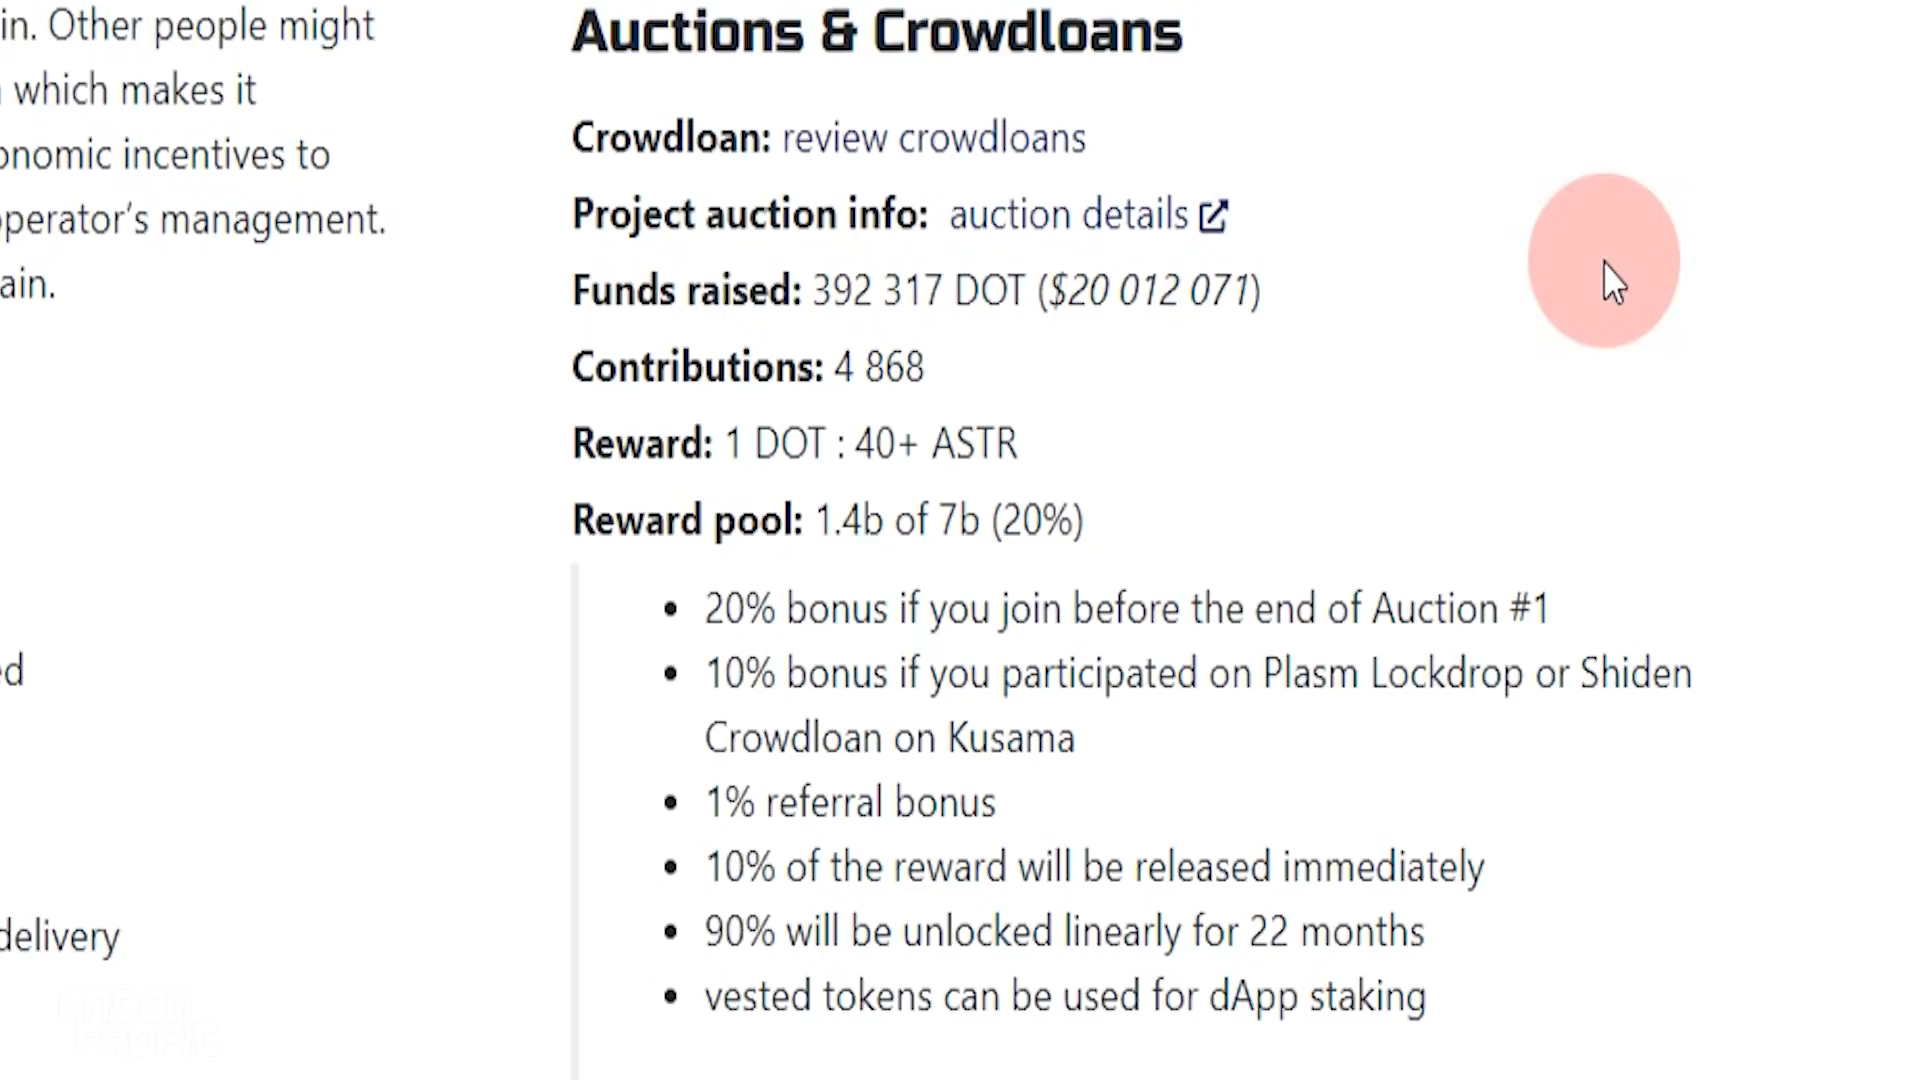 in. Other people might
which makes it
onomic incentives to
operator's management.
ain.
ed
delivery
Auctions & Crowdloans
Crowdloan: review crowdloans
Project auction info: auction details
Funds raised: 392 317 DOT ($20 012 071)
Contributions: 4 868
Reward: 1 DOT : 40+ ASTR
Reward pool: 1.4b of 7b (20%)
• 20% bonus if you join before the end of Auction #1
• 10% bonus if you participated on Plasm Lockdrop or Shiden
Crowdloan on Kusama
• 1% referral bonus
• 10% of the reward will be released immediately
• 90% will be unlocked linearly for 22 months
• vested tokens can be used for dApp staking